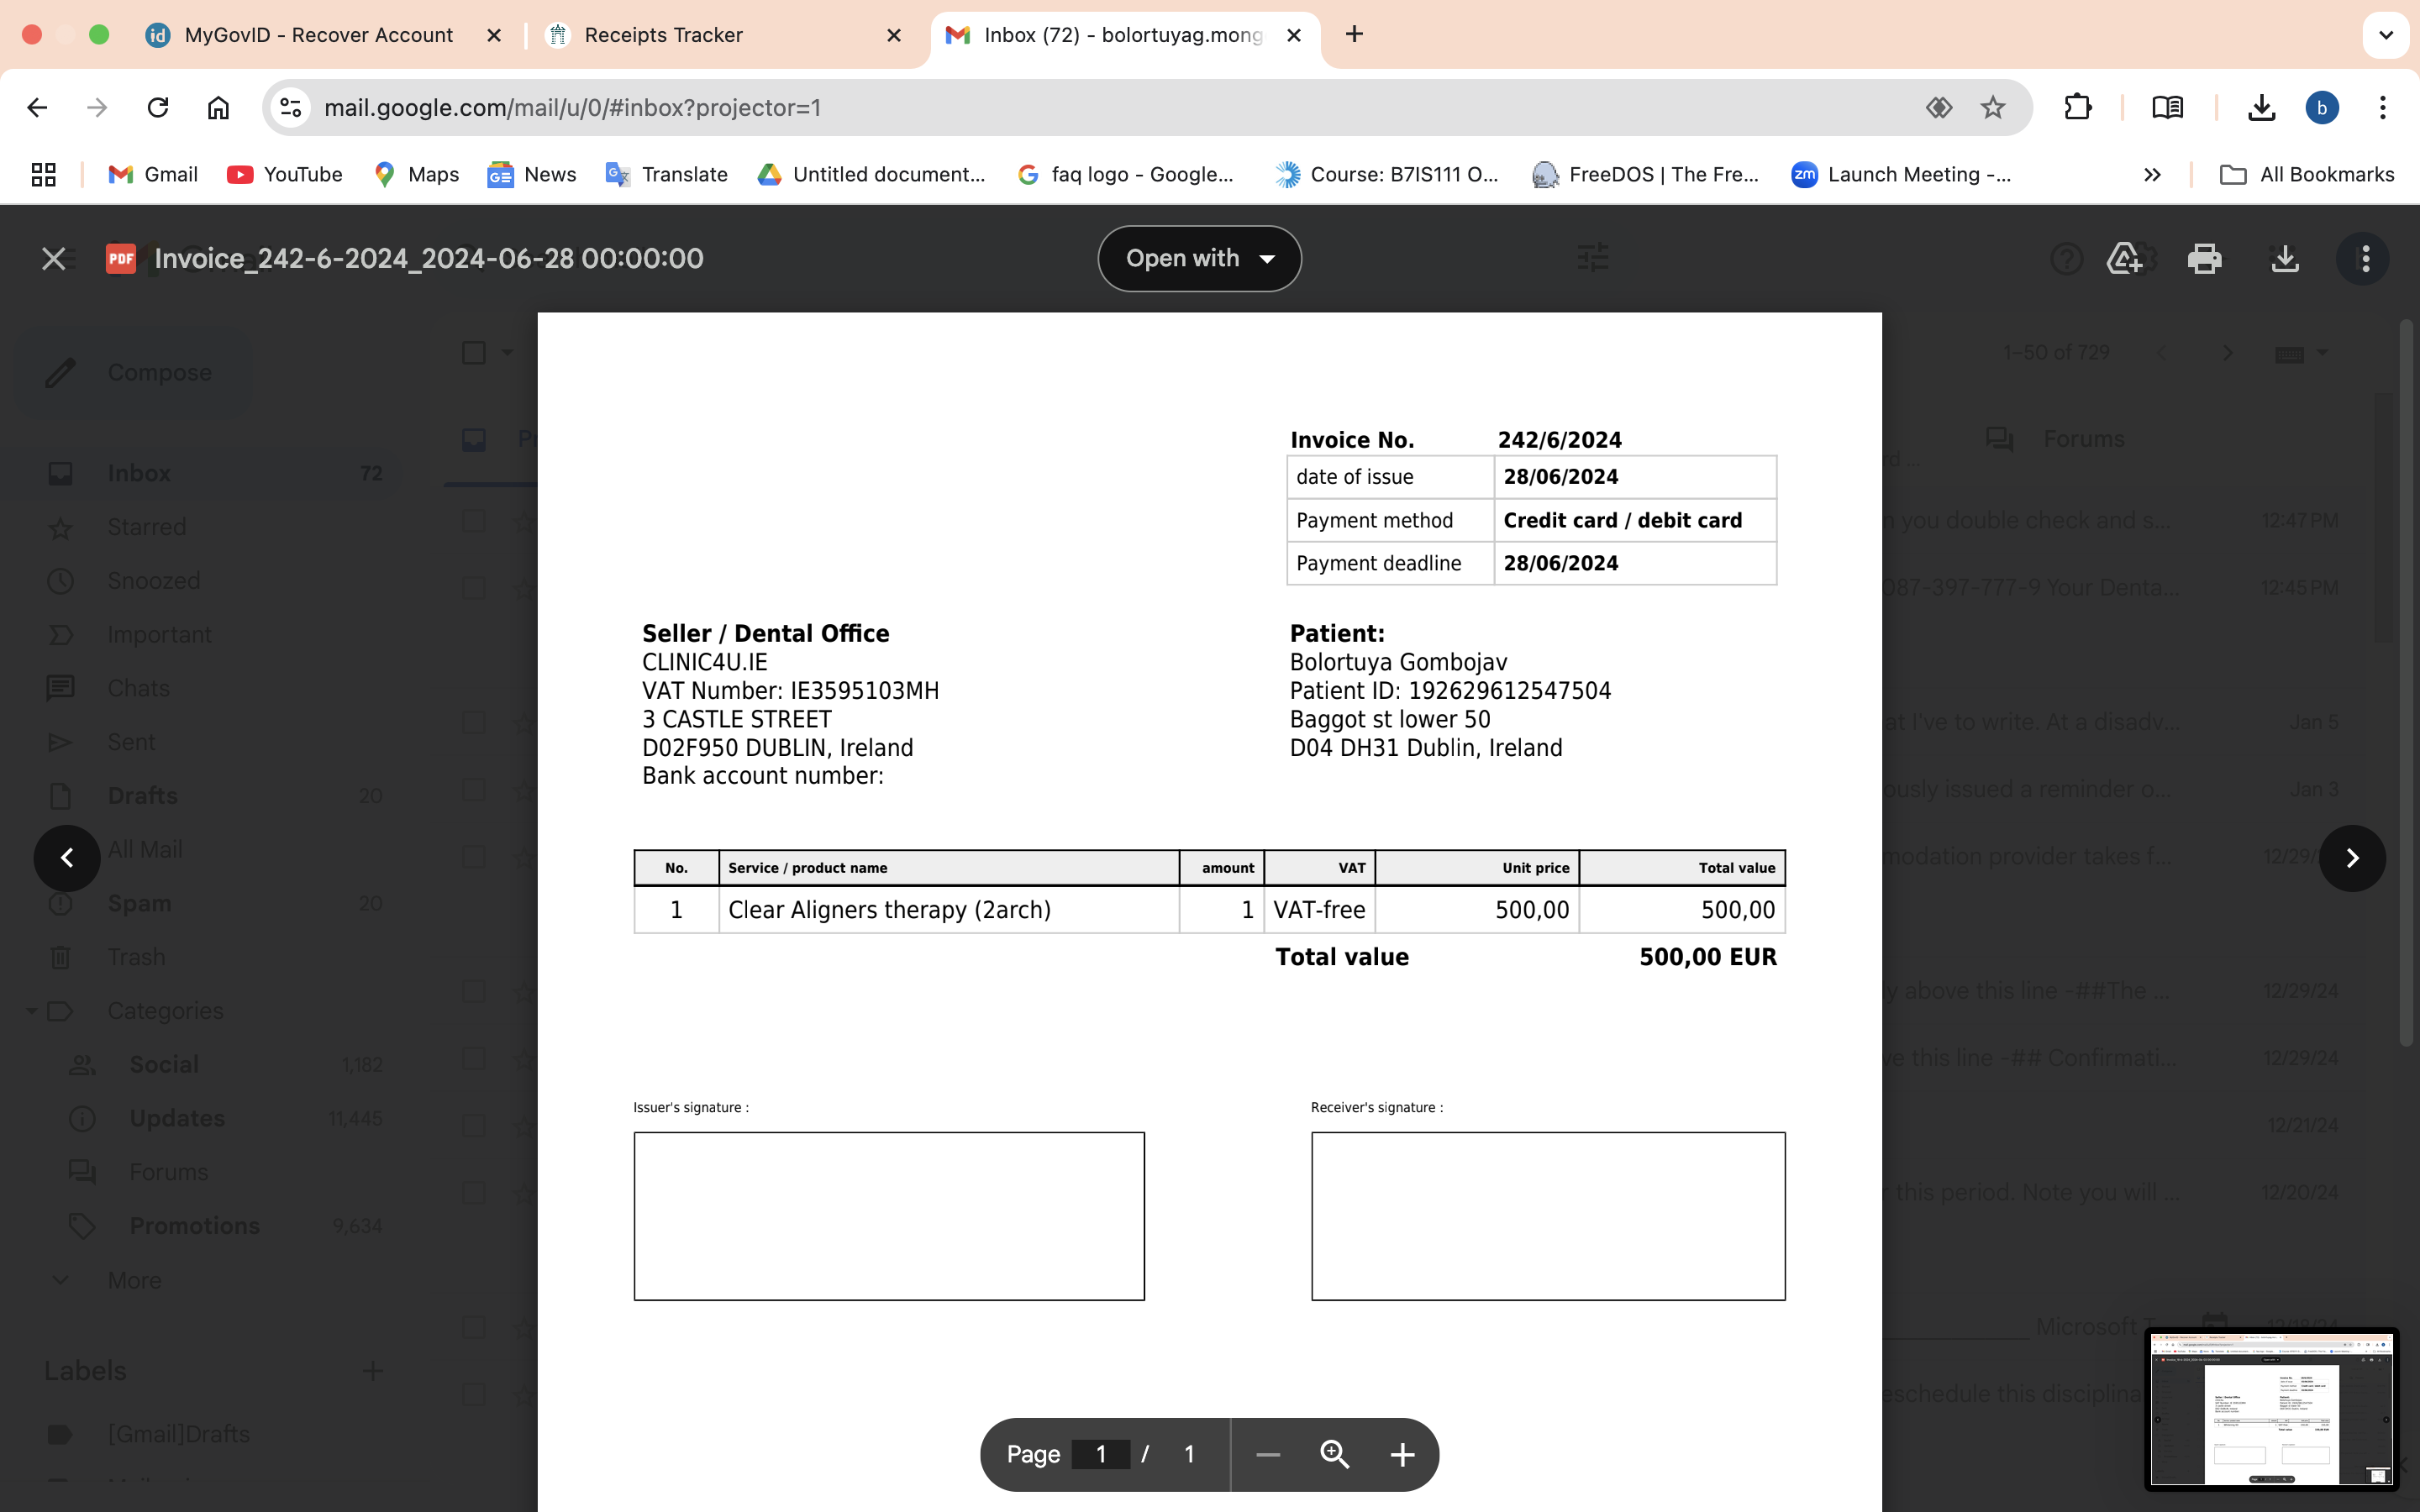 MyGovID - Recover Account
Receipts Tracker
Inbox (72) - bolortuyag.mong
mail.google.com/mail/u/0/#inbox?projector=1
b
Gmail
YouTube
Maps
News
Translate
Untitled document...
faq logo - Google...
Course: B7IS111 O...
FreeDOS | The Fre...
Launch Meeting -...
All Bookmarks
PDF Invoice_242-6-2024_2024-06-28 00:00:00
Open with
Compose
1–50 of 729
Forums
Inbox 72
Starred
Snoozed
Important
Chats
Sent
Drafts 20
All Mail
Spam 20
Trash
Categories
Social 1,182
Updates 11,445
Forums
Promotions 9,634
More
Labels
[Gmail]Drafts
Invoice No. 242/6/2024
date of issue 28/06/2024
Payment method Credit card / debit card
Payment deadline 28/06/2024
Seller / Dental Office
CLINIC4U.IE
VAT Number: IE3595103MH
3 CASTLE STREET
D02F950 DUBLIN, Ireland
Bank account number:
Patient:
Bolortuya Gombojav
Patient ID: 192629612547504
Baggot st lower 50
D04 DH31 Dublin, Ireland
No. Service / product name amount VAT Unit price Total value
1 Clear Aligners therapy (2arch) 1 VAT-free 500,00 500,00
Total value 500,00 EUR
Issuer's signature :
Receiver's signature :
you double check and s... 12:47 PM
087-397-777-9 Your Denta... 12:45 PM
at I've to write. At a disadv... Jan 5
ously issued a reminder o... Jan 3
modation provider takes f... 12/29/
y above this line -##The ... 12/29/24
ve this line -## Confirmati... 12/29/24
12/21/24
this period. Note you will ... 12/20/24
Microsoft T
12/18/24
eschedule this disciplina
Page 1 / 1